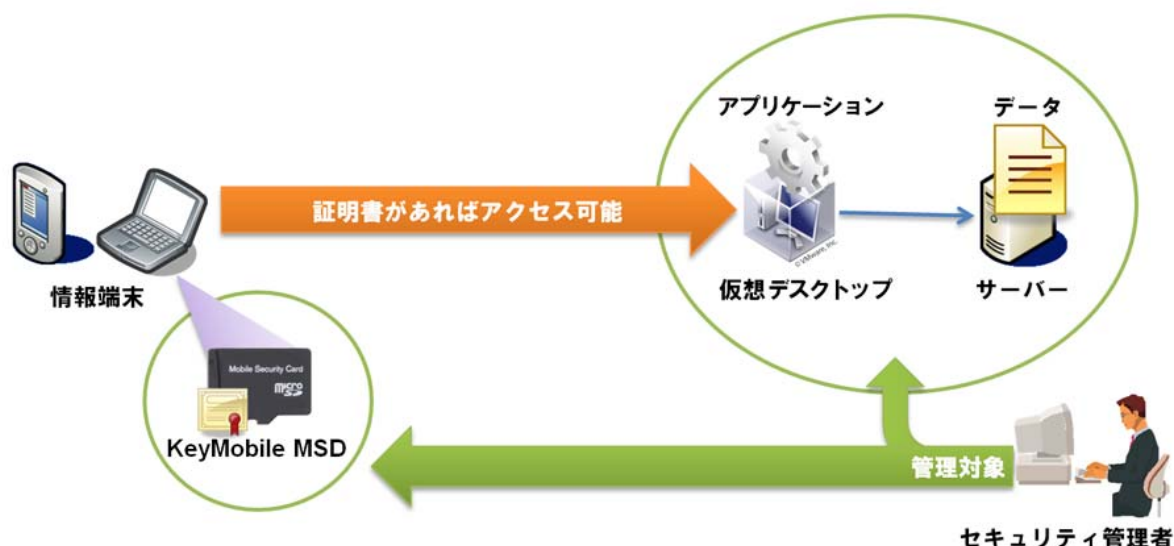 アプリケーション
データ
証明書があればアクセス可能
© VMware, Inc.
情報端末
仮想デスクトップ
サーバー
Mobile Security Card
micro
SD
KeyMobile MSD
管理対象
セキュリティ管理者